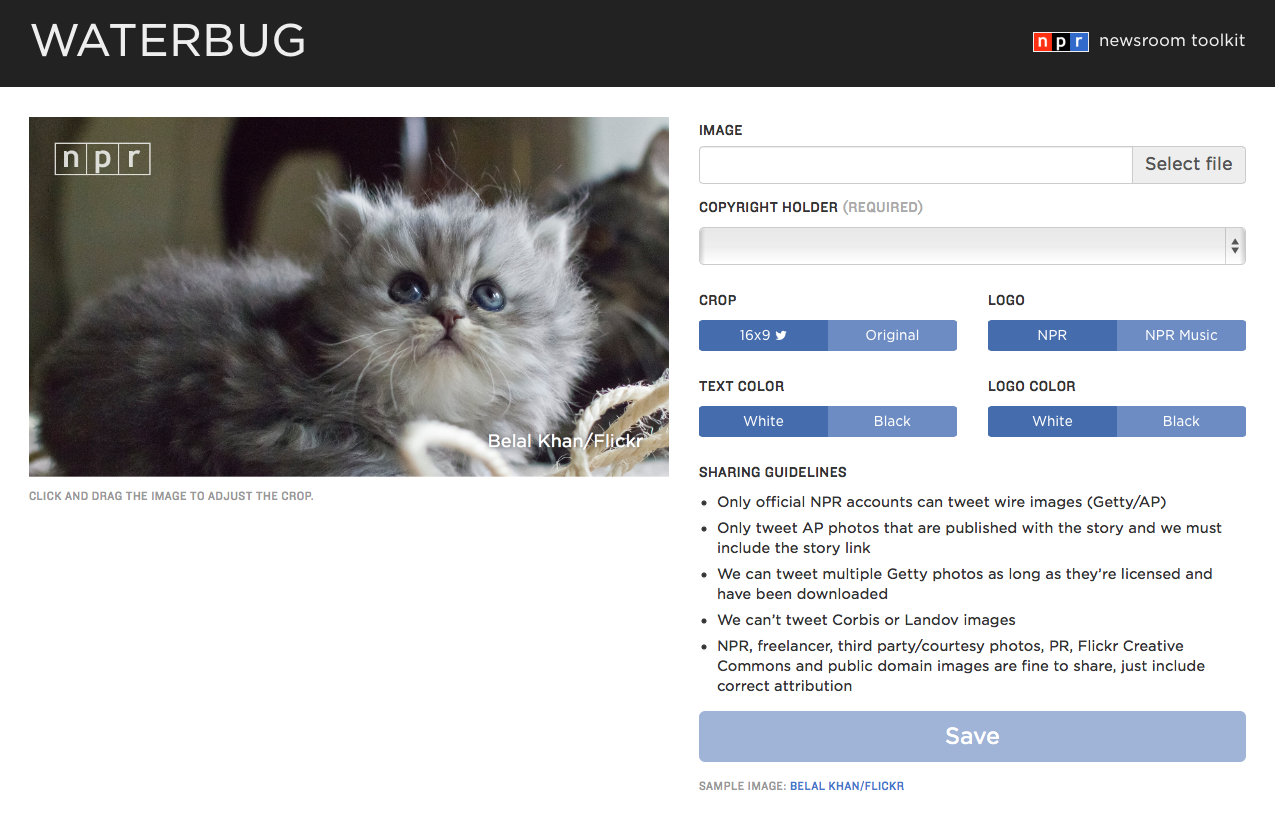 WATERBUG
npr newsroom toolkit
npr
Belal Khan/Flickr
CLICK AND DRAG THE IMAGE TO ADJUST THE CROP.
IMAGE
Select file
COPYRIGHT HOLDER (REQUIRED)
CROP
16x9 Original
LOGO
NPR NPR Music
TEXT COLOR
White Black
LOGO COLOR
White Black
SHARING GUIDELINES
• Only official NPR accounts can tweet wire images (Getty/AP)
• Only tweet AP photos that are published with the story and we must
include the story link
• We can tweet multiple Getty photos as long as they’re licensed and
have been downloaded
• We can’t tweet Corbis or Landov images
• NPR, freelancer, third party/courtesy photos, PR, Flickr Creative
Commons and public domain images are fine to share, just include
correct attribution
Save
SAMPLE IMAGE: BELAL KHAN/FLICKR